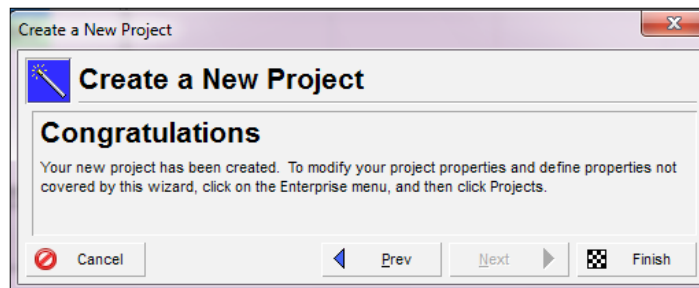 Create a New Project
Create a New Project
Congratulations
Your new project has been created. To modify your project properties and define properties not
covered by this wizard, click on the Enterprise menu, and then click Projects.
Cancel Prev Next Finish